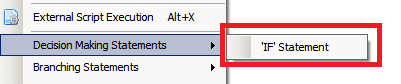 External Script Execution Alt+X
Decision Making Statements
'IF' Statement
Branching Statements